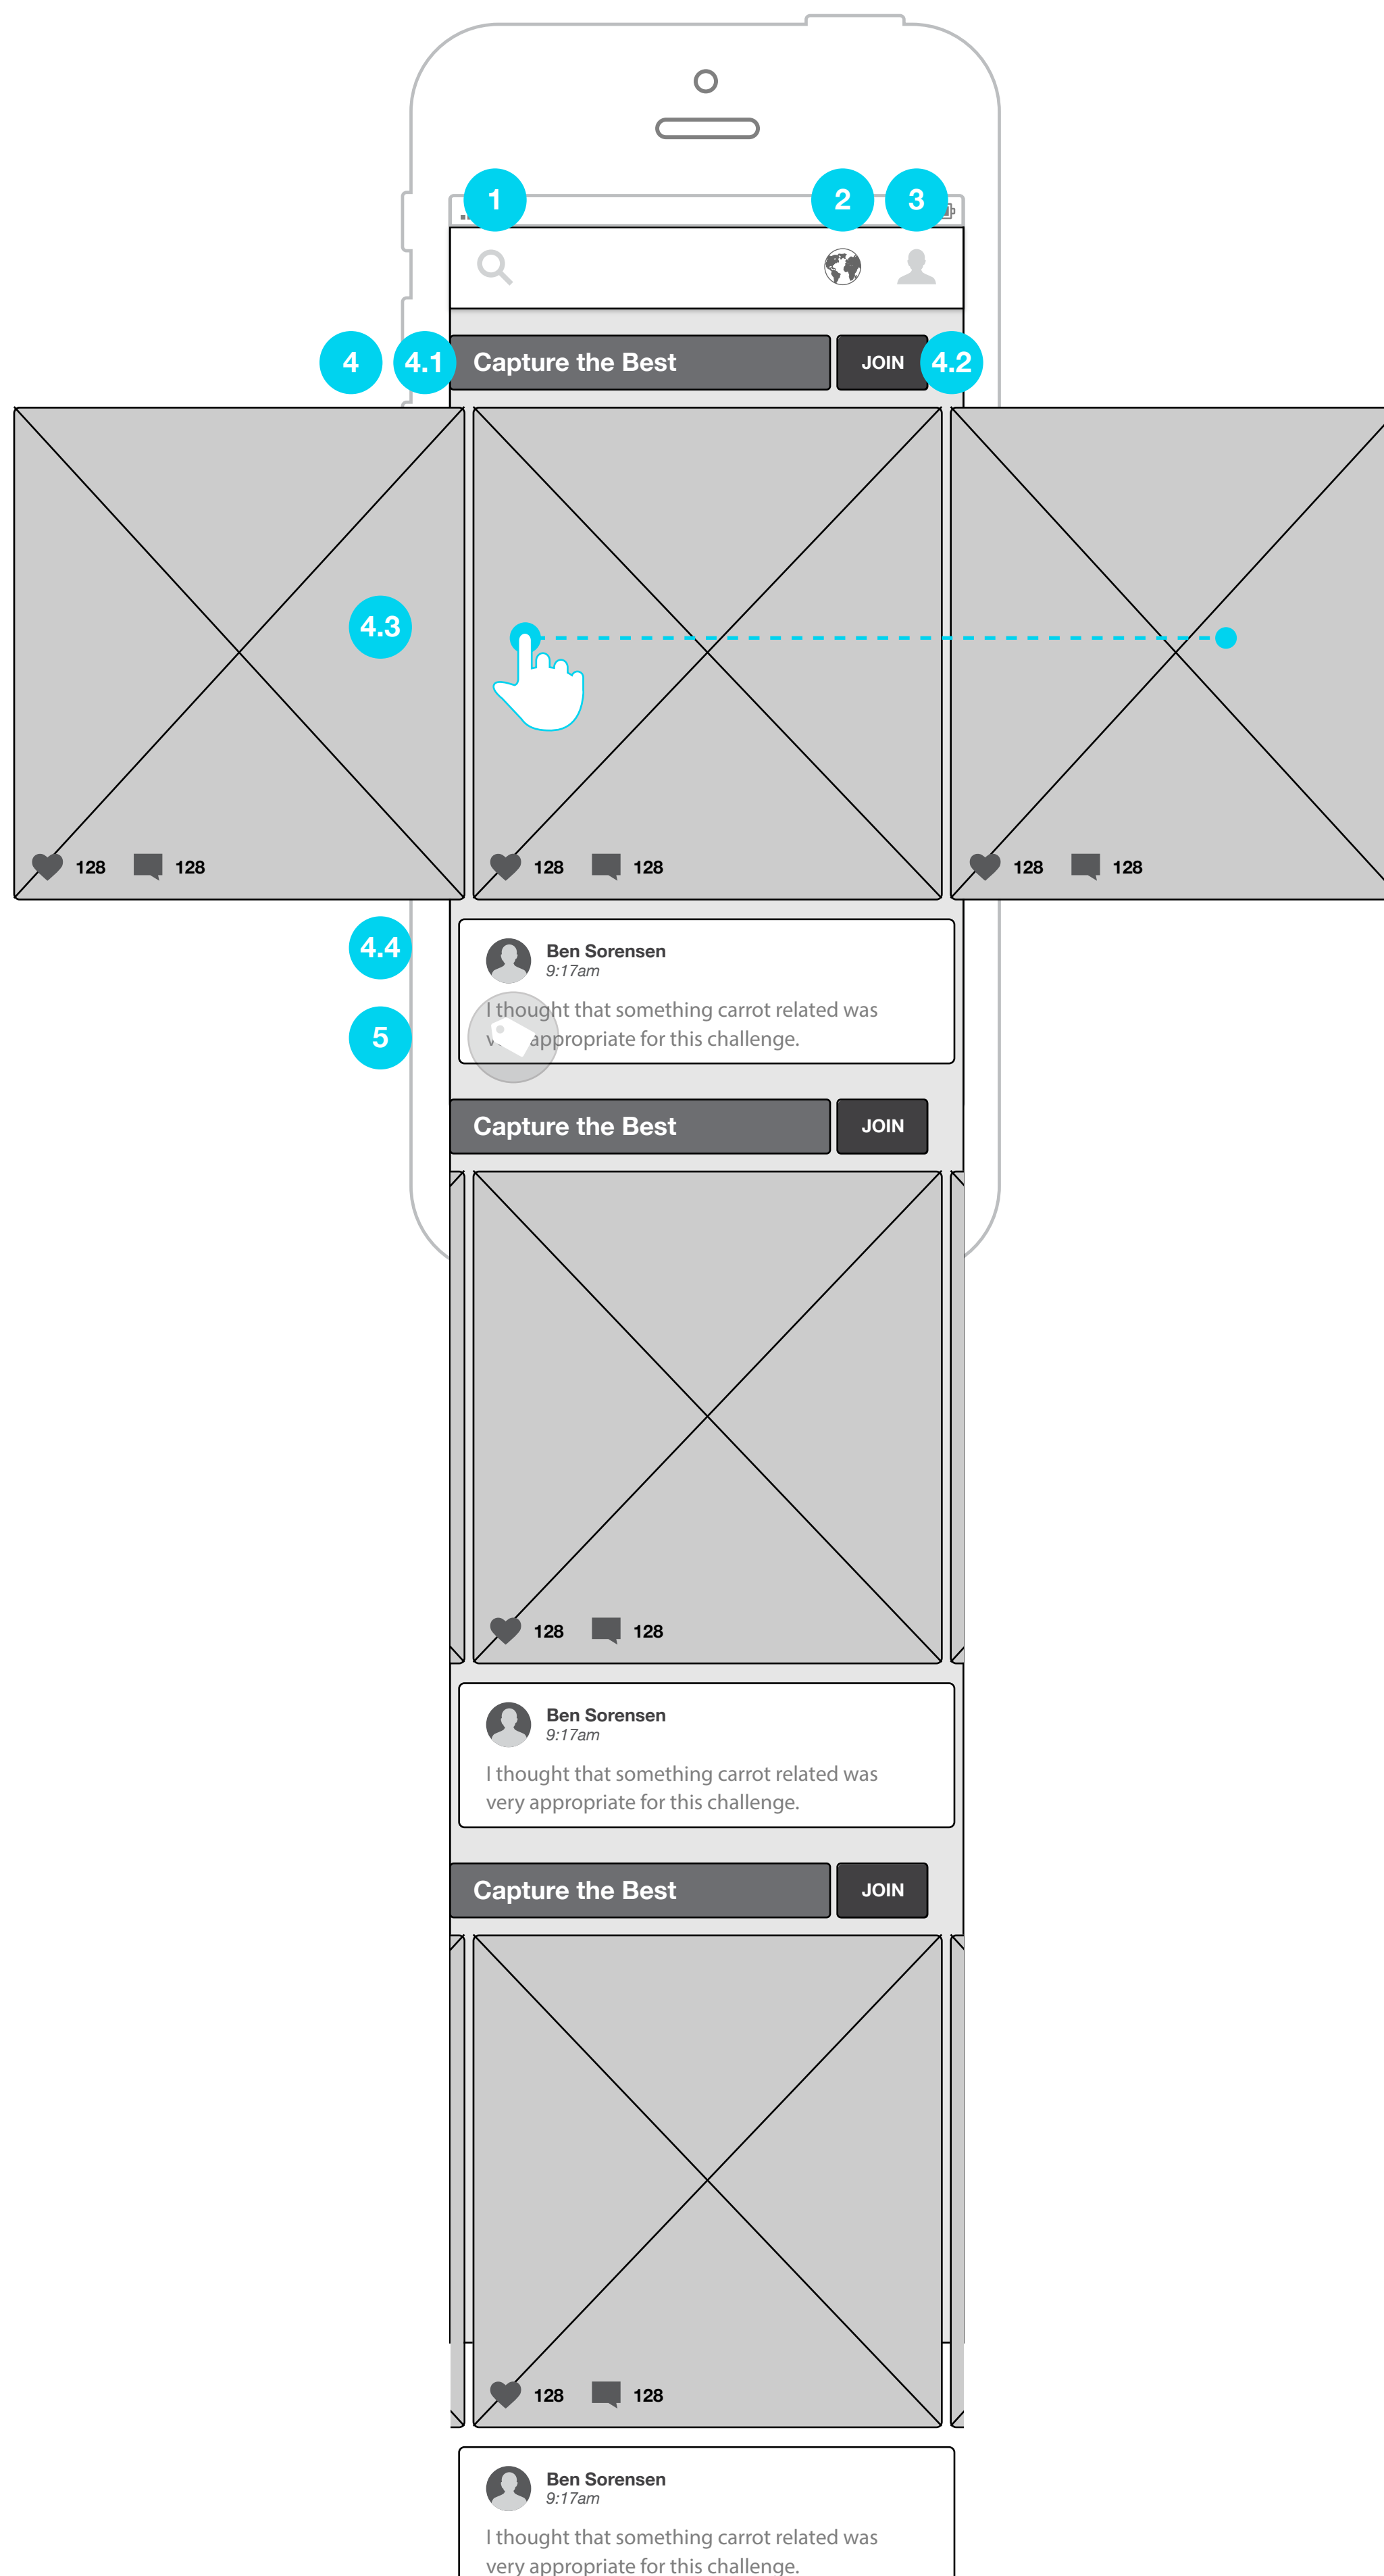 1
2
3
4
4.1
Capture the Best
JOIN
4.2
4.3
128 128
128 128
128 128
4.4
Ben Sorensen
9:17am
5
I thought that something carrot related was
very appropriate for this challenge.
Capture the Best
JOIN
128 128
Ben Sorensen
9:17am
I thought that something carrot related was
very appropriate for this challenge.
Capture the Best
JOIN
128 128
Ben Sorensen
9:17am
I thought that something carrot related was
very appropriate for this challenge.